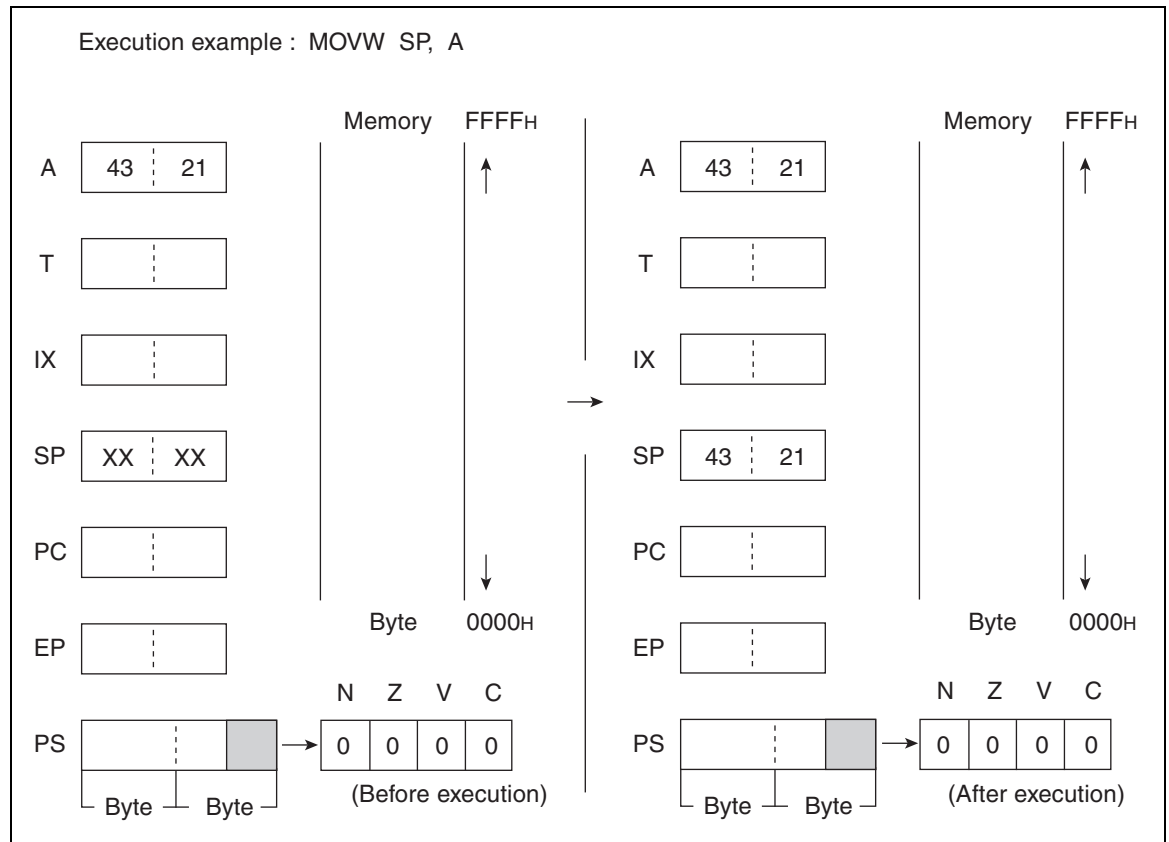 Execution example : MOVW SP, A
Memory FFFFH
A 43 21
T
IX
SP XX XX
PC
EP
Byte 0000H
N Z V C
PS 0 0 0 0
Byte Byte
(Before execution)
Memory FFFFH
A 43 21
T
IX
SP 43 21
PC
EP
Byte 0000H
N Z V C
PS 0 0 0 0
Byte Byte
(After execution)